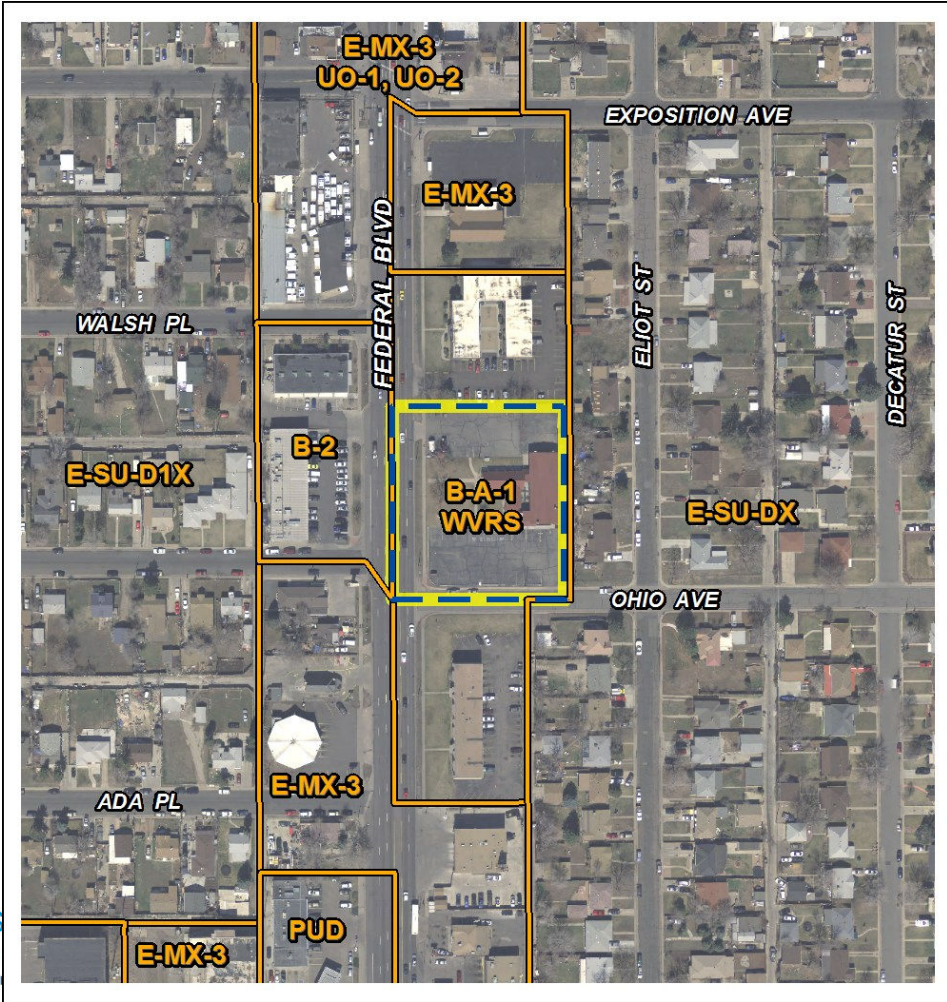 E-MX-3
UO-1, UO-2
EXPOSITION AVE
E-MX-3
FEDERAL BLVD
ELIOT ST
DECATUR ST
WALSH PL
B-2
E-SU-D1X
B-A-1
WVRS
E-SU-DX
OHIO AVE
E-MX-3
ADA PL
PUD
E-MX-3